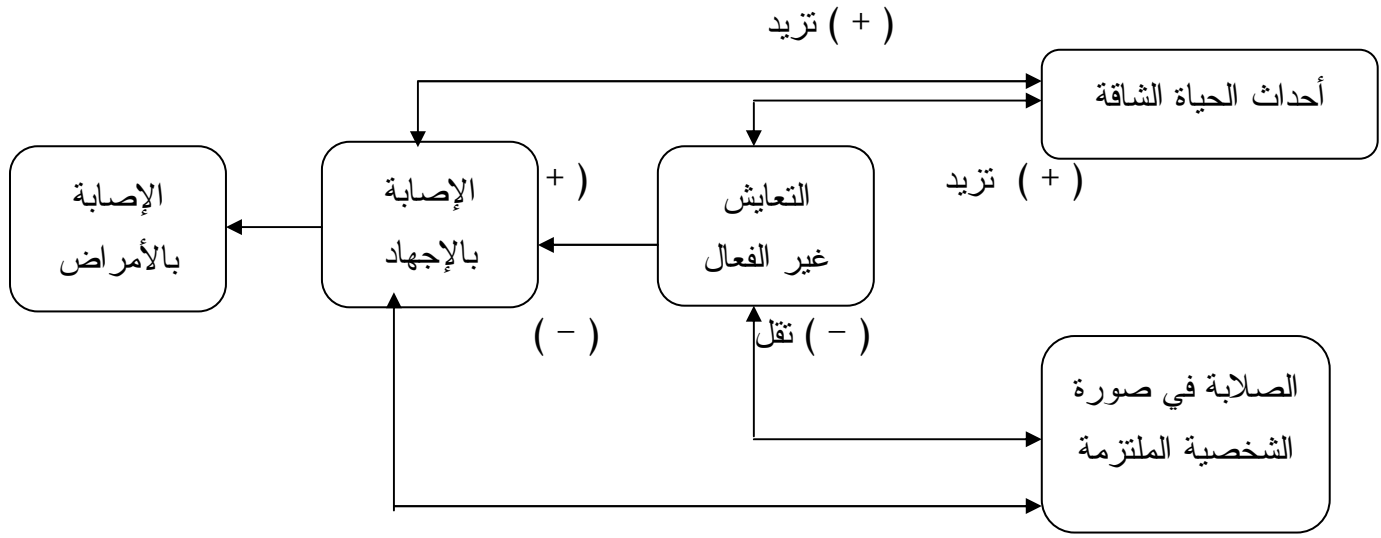 ( + ) تزيد
أحداث الحياة الشاقة
( + ) تزيد
التعايش
غير الفعال
( +
الإصابة
بالإجهاد
الإصابة
بالأمراض
( − ) تقل
( − )
الصلابة في صورة
الشخصية الملتزمة